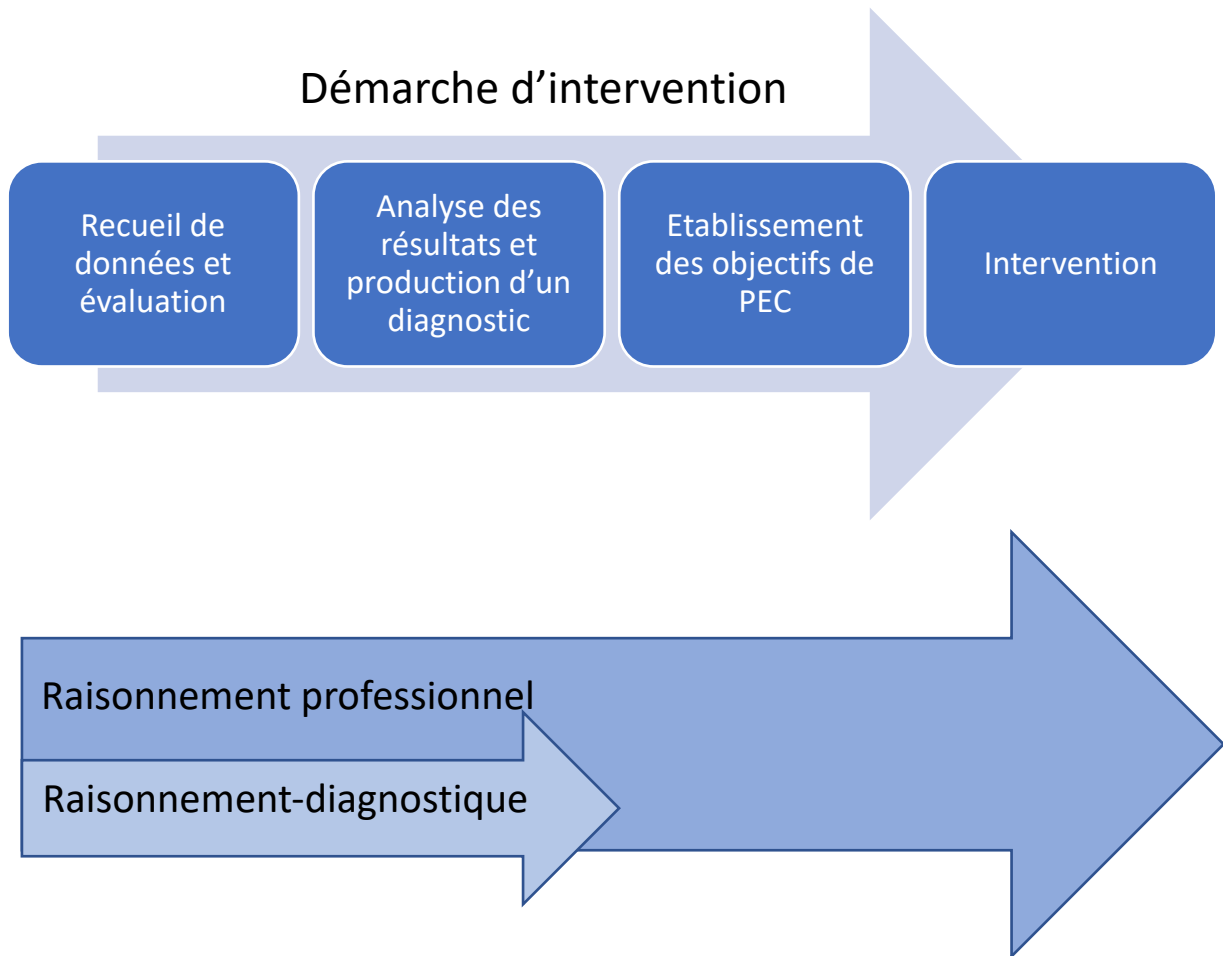 Démarche d’intervention
Recueil de
données et
évaluation
Analyse des
résultats et
production d’un
diagnostic
Etablissement
des objectifs de
PEC
Intervention
Raisonnement professionnel
Raisonnement-diagnostique